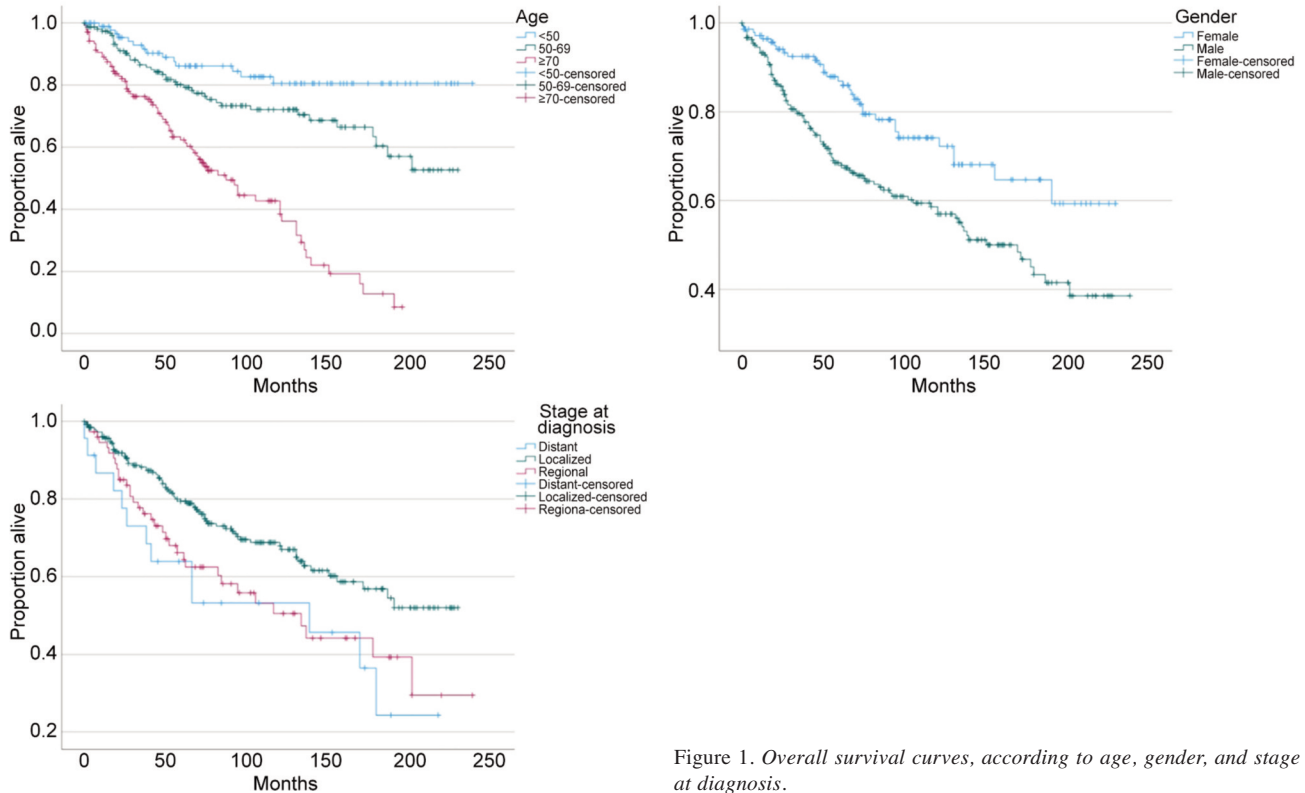 Age
<50
50-69
≥70
<50-censored
50-69-censored
≥70-censored
1.0
0.8
0.6
0.4
0.2
0.0
Proportion alive
0 50 100 150 200 250
Months
Gender
Female
Male
Female-censored
Male-censored
1.0
0.8
0.6
0.4
Proportion alive
0 50 100 150 200 250
Months
Stage at
diagnosis
Distant
Localized
Regional
Distant-censored
Localized-censored
Regiona-censored
1.0
0.8
0.6
0.4
0.2
Proportion alive
0 50 100 150 200 250
Months
Figure 1. Overall survival curves, according to age, gender, and stage
at diagnosis.